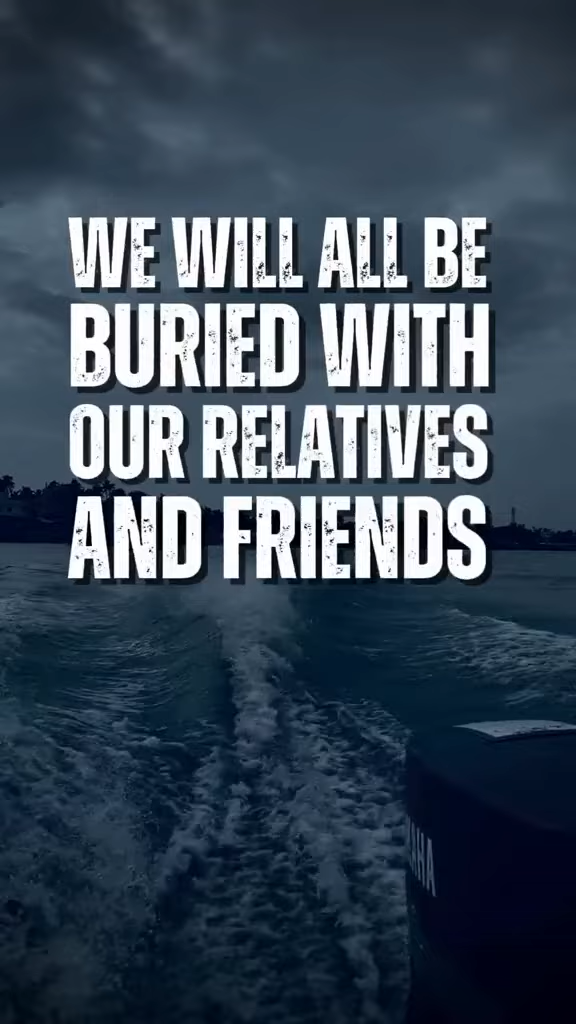 WE WILL ALL BE
BURIED WITH
OUR RELATIVES
AND FRIENDS